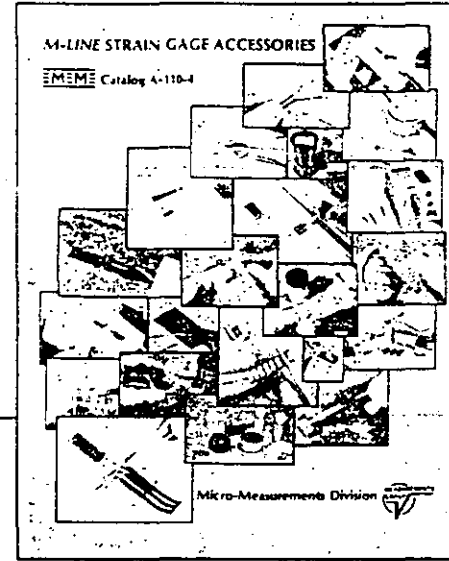 M-LINE STRAIN GAGE ACCESSORIES
MM Catalog A-110-4
Micro-Measurements Division